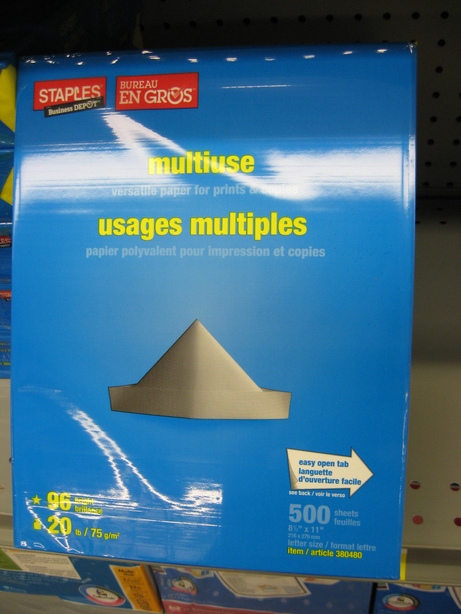 STAPLES
Business DEPOT
BUREAU
EN GROS
multiuse
versatile paper for prints & copies
usages multiples
papier polyvalent pour impression et copies
easy open tab
languette
d'ouverture facile
see back / voir le verso
96 bright
brillance
20 lb / 75 g/m²
500 sheets
feuilles
8½" x 11"
letter size / format lettre
item / article 380480